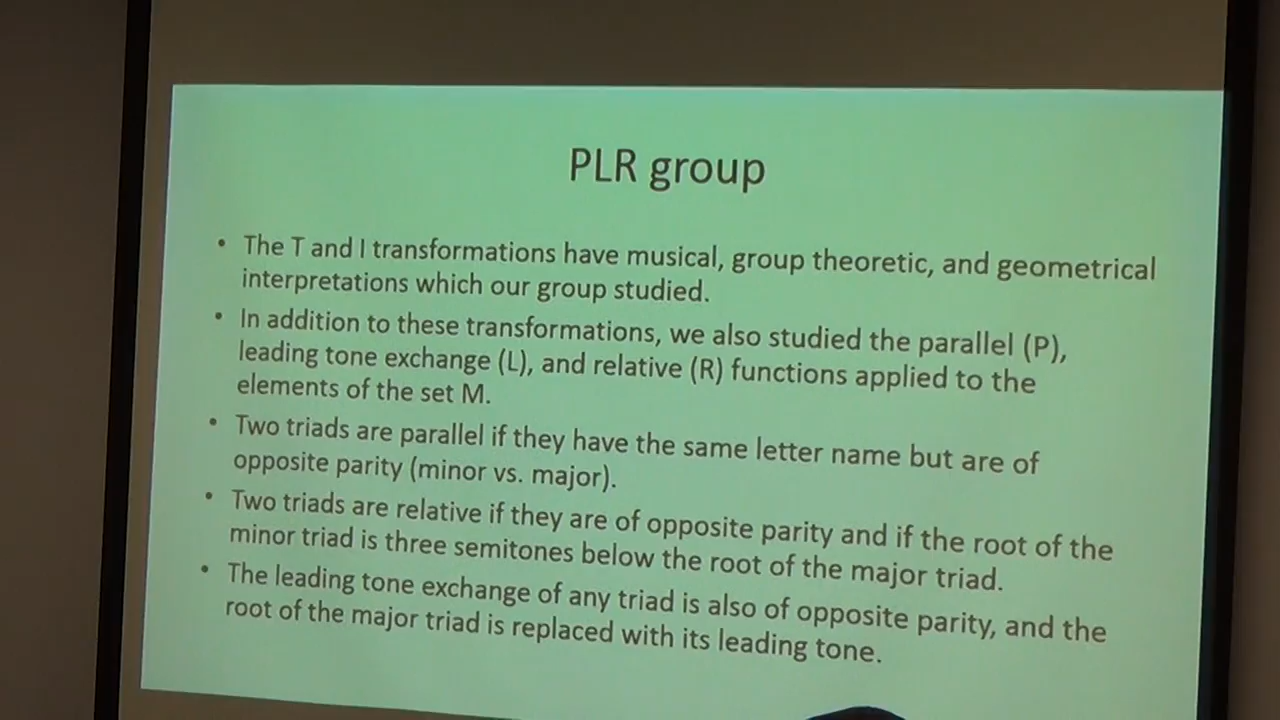 PLR group
• The T and I transformations have musical, group theoretic, and geometrical
interpretations which our group studied.
• In addition to these transformations, we also studied the parallel (P),
leading tone exchange (L), and relative (R) functions applied to the
elements of the set M.
• Two triads are parallel if they have the same letter name but are of
opposite parity (minor vs. major).
• Two triads are relative if they are of opposite parity and if the root of the
minor triad is three semitones below the root of the major triad.
• The leading tone exchange of any triad is also of opposite parity, and the
root of the major triad is replaced with its leading tone.